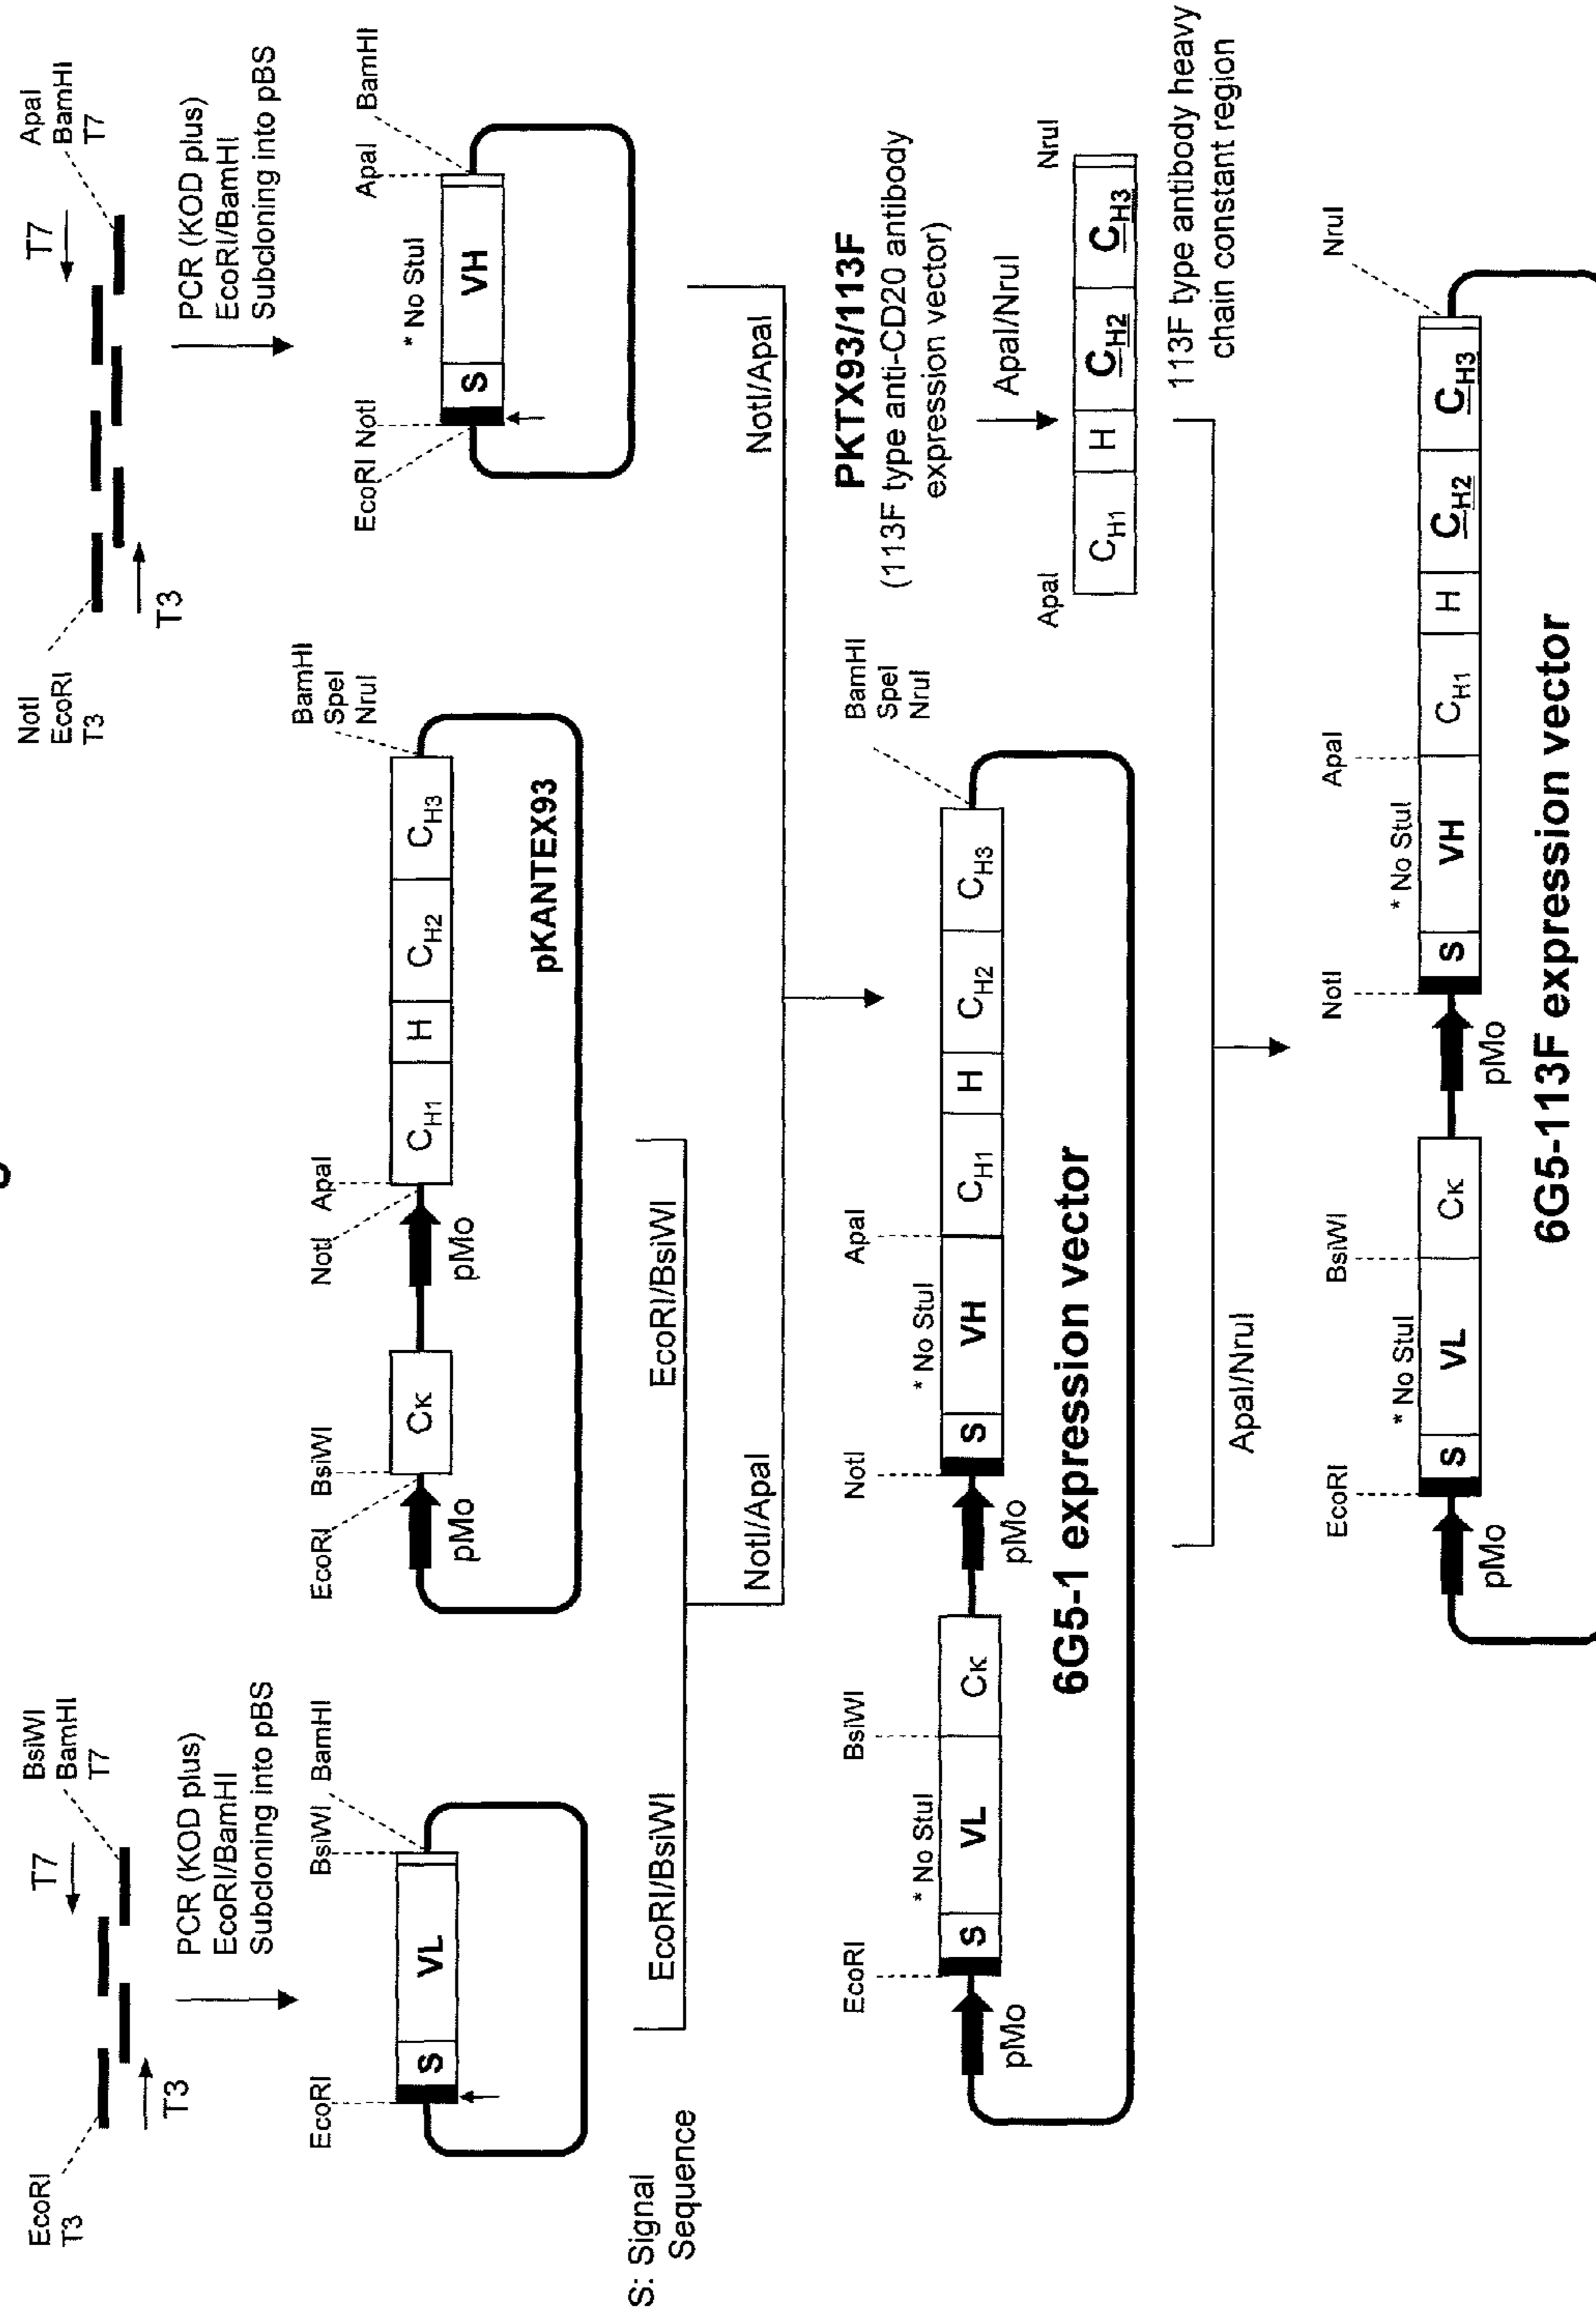 EcoRI
T3
T3
T7
BsiWI
BamHI
T7
PCR (KOD plus)
EcoRI/BamHI
Subcloning into pBS
EcoRI
BsiWI
BamHI
S
VL
S: Signal
Sequence
EcoRI/BsiWI
EcoRI
BsiWI
NotI
ApaI
BamHI
SpeI
NruI
pMo
Cκ
pMo
CH1
H
CH2
CH3
pKANTEX93
EcoRI/BsiWI
NotI
EcoRI
T3
T3
T7
ApaI
BamHI
T7
PCR (KOD plus)
EcoRI/BamHI
Subcloning into pBS
EcoRI
NotI
* No StuI
ApaI
BamHI
S
VH
NotI/ApaI
NotI/ApaI
EcoRI
* No StuI
BsiWI
NotI
* No StuI
ApaI
BamHI
SpeI
NruI
pMo
S
VL
Cκ
pMo
S
VH
CH1
H
CH2
CH3
6G5-1 expression vector
PKTX93/113F
(113F type anti-CD20 antibody
expression vector)
ApaI/NruI
ApaI
NruI
CH1
H
CH2
CH3
113F type antibody heavy
chain constant region
ApaI/NruI
EcoRI
* No StuI
BsiWI
NotI
* No StuI
ApaI
NruI
pMo
S
VL
Cκ
pMo
S
VH
CH1
H
CH2
CH3
6G5-113F expression vector